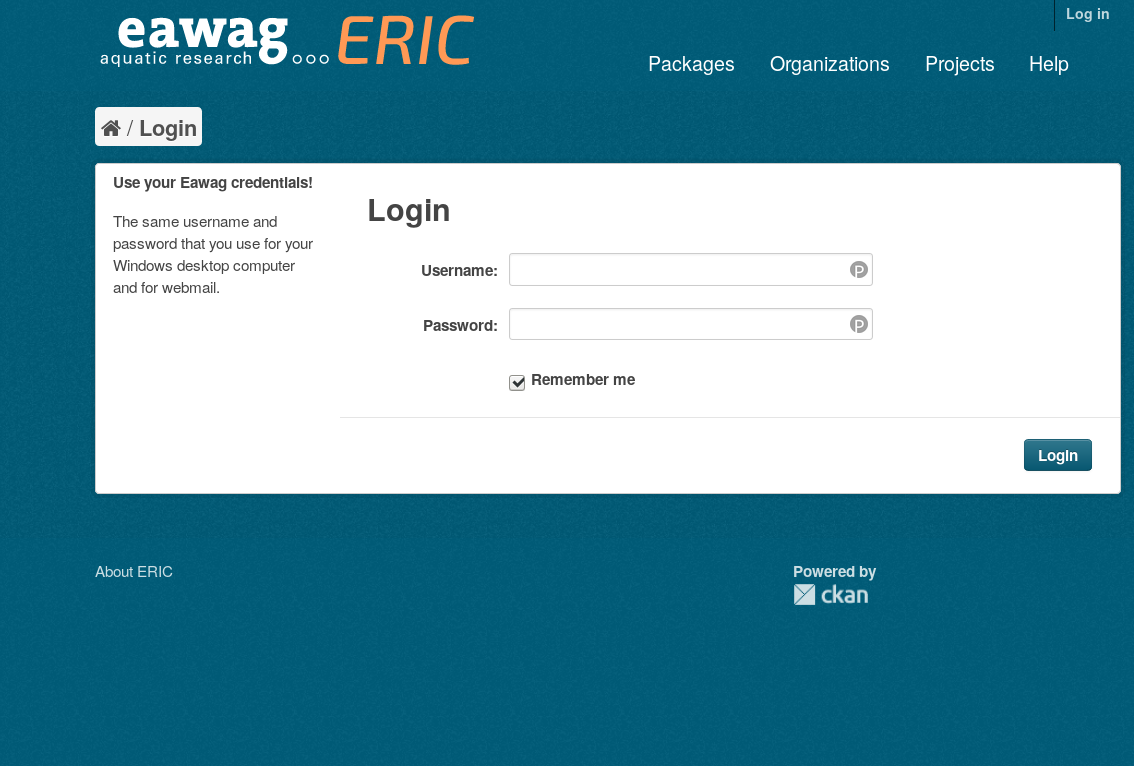 Log in
eawag
aquatic research
ERIC
Packages Organizations Projects Help
/ Login
Use your Eawag credentials!
The same username and
password that you use for your
Windows desktop computer
and for webmail.
Login
Username:
P
Password:
P
Remember me
Login
About ERIC
Powered by
ckan